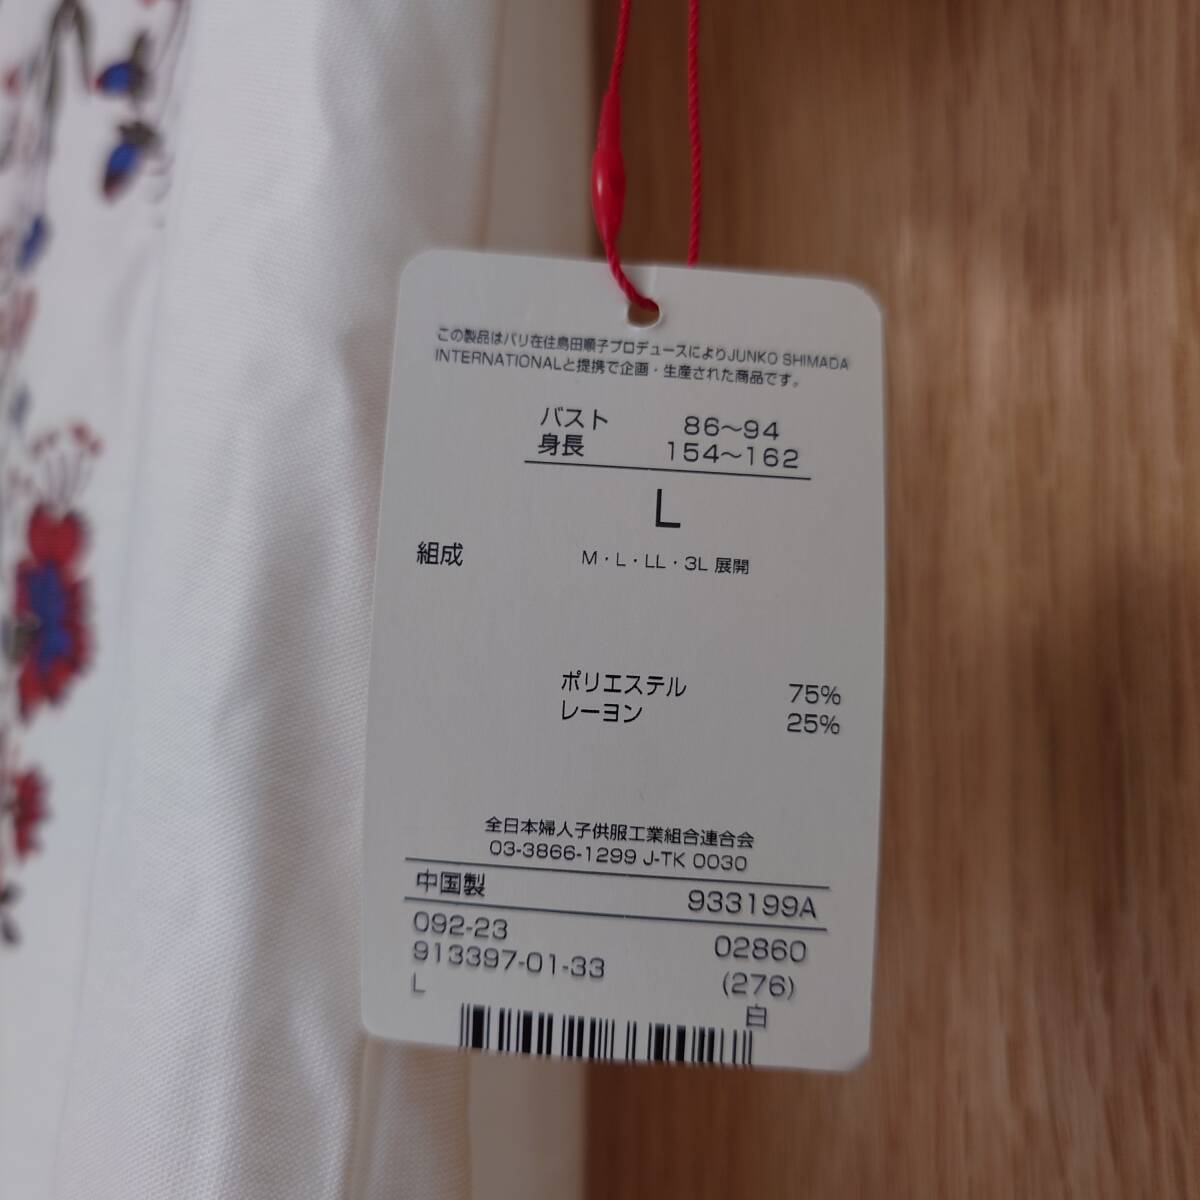 この製品はパリ在住島田順子プロデュースによりJUNKO SHIMADA
INTERNATIONALと提携で企画・生産された商品です。
バスト 86～94
身長 154～162
L
組成 M・L・LL・3L 展開
ポリエステル 75%
レーヨン 25%
全日本婦人子供服工業組合連合会
03-3866-1299 J-TK 0030
中国製 933199A
092-23 02860
913397-01-33 (276)
L 白